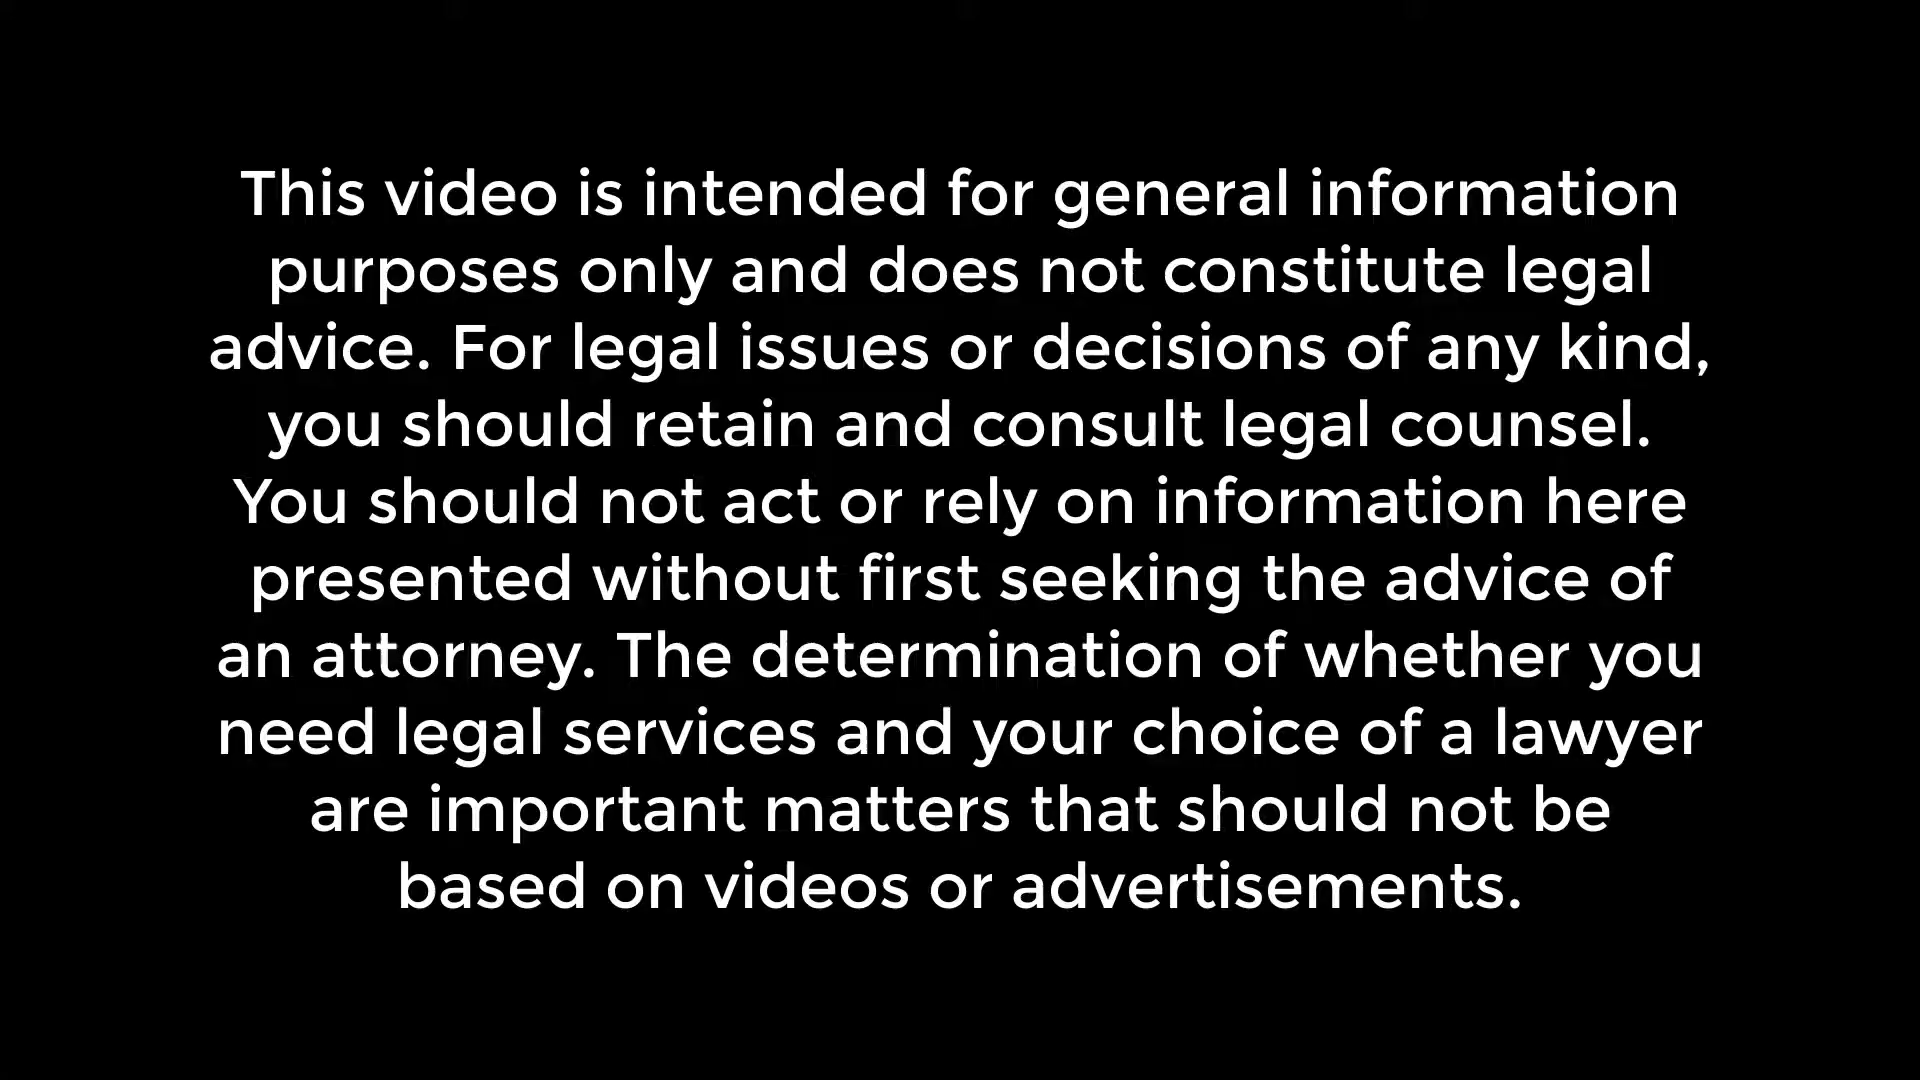 This video is intended for general information
purposes only and does not constitute legal
advice. For legal issues or decisions of any kind,
you should retain and consult legal counsel.
You should not act or rely on information here
presented without first seeking the advice of
an attorney. The determination of whether you
need legal services and your choice of a lawyer
are important matters that should not be
based on videos or advertisements.